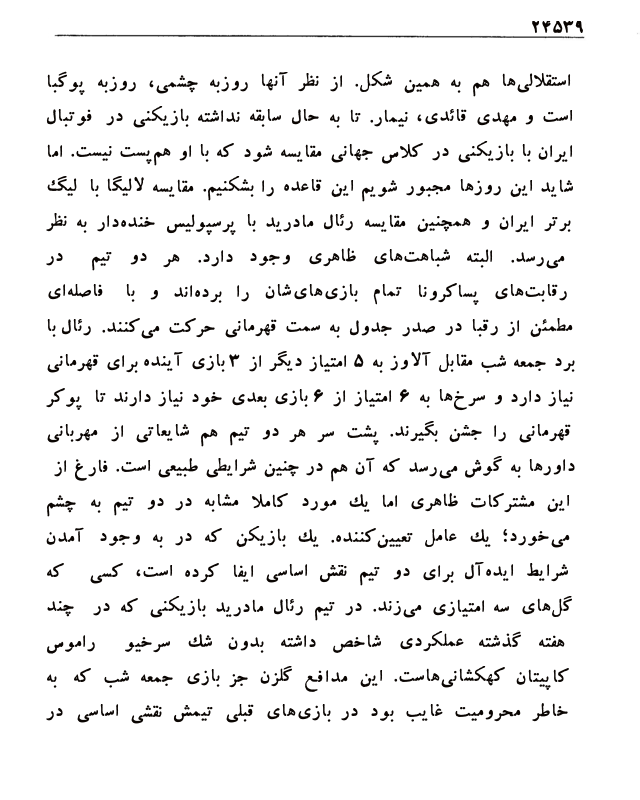 ۲۴۵۳۹
استقلالی‌ها هم به همین شکل. از نظر آنها روزبه چشمی، روزبه پوگبا
است و مهدی قائدی، نیمار. تا به حال سابقه نداشته بازیکنی در فوتبال
ایران با بازیکنی در کلاس جهانی مقایسه شود که با او هم‌پست نیست. اما
شاید این روزها مجبور شویم این قاعده را بشکنیم. مقایسه لالیگا با لیگ
برتر ایران و همچنین مقایسه رئال مادرید با پرسپولیس خنده‌دار به نظر
می‌رسد. البته شباهت‌های ظاهری وجود دارد. هر دو تیم در
رقابت‌های پساکرونا تمام بازی‌های‌شان را برده‌اند و با فاصله‌ای
مطمئن از رقبا در صدر جدول به سمت قهرمانی حرکت می‌کنند. رئال با
برد جمعه شب مقابل آلاوز به ۵ امتیاز دیگر از ۳ بازی آینده برای قهرمانی
نیاز دارد و سرخ‌ها به ۶ امتیاز از ۶ بازی بعدی خود نیاز دارند تا پوکر
قهرمانی را جشن بگیرند. پشت سر هر دو تیم هم شایعاتی از مهربانی
داورها به گوش می‌رسد که آن هم در چنین شرایطی طبیعی است. فارغ از
این مشترکات ظاهری اما یك مورد کاملا مشابه در دو تیم به چشم
می‌خورد؛ یك عامل تعیین‌کننده. یك بازیکن که در به وجود آمدن
شرایط ایده‌آل برای دو تیم نقش اساسی ایفا کرده است، کسی که
گل‌های سه امتیازی می‌زند. در تیم رئال مادرید بازیکنی که در چند
هفته گذشته عملکردی شاخص داشته بدون شك سرخیو راموس
کاپیتان کهکشانی‌هاست. این مدافع گلزن جز بازی جمعه شب که به
خاطر محرومیت غایب بود در بازی‌های قبلی تیمش نقشی اساسی در